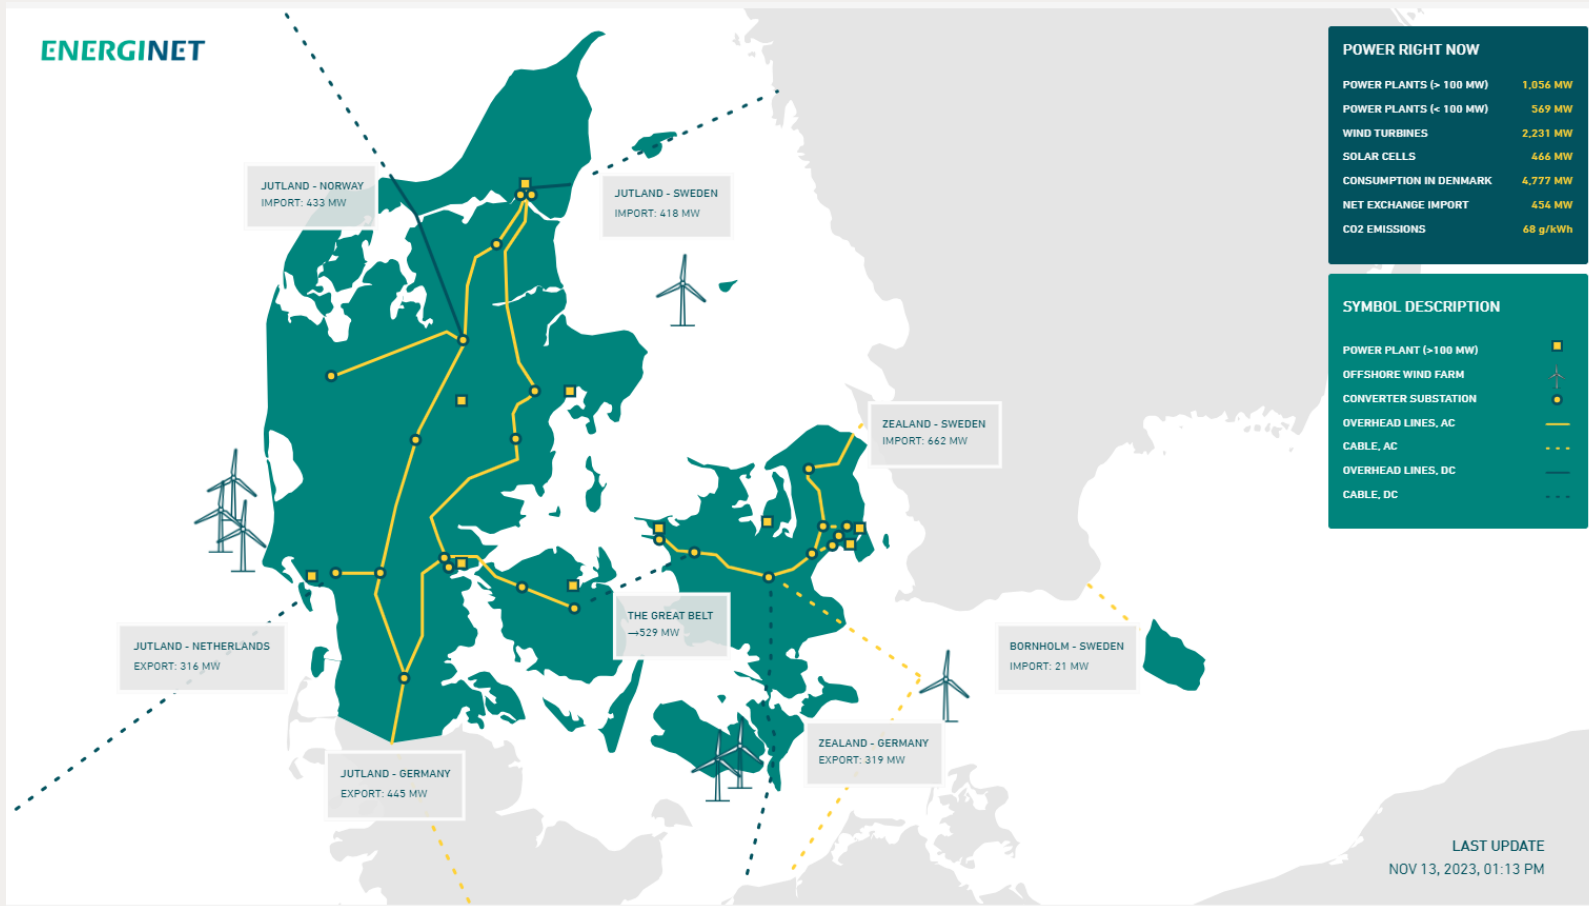 ENERGINET
JUTLAND - NORWAY
IMPORT: 433 MW
JUTLAND - SWEDEN
IMPORT: 418 MW
ZEALAND - SWEDEN
IMPORT: 662 MW
THE GREAT BELT
→529 MW
JUTLAND - NETHERLANDS
EXPORT: 316 MW
BORNHOLM - SWEDEN
IMPORT: 21 MW
ZEALAND - GERMANY
EXPORT: 319 MW
JUTLAND - GERMANY
EXPORT: 445 MW
POWER RIGHT NOW
POWER PLANTS (> 100 MW) 1,056 MW
POWER PLANTS (< 100 MW) 569 MW
WIND TURBINES 2,231 MW
SOLAR CELLS 466 MW
CONSUMPTION IN DENMARK 4,777 MW
NET EXCHANGE IMPORT 454 MW
CO2 EMISSIONS 68 g/kWh
SYMBOL DESCRIPTION
POWER PLANT (>100 MW)
OFFSHORE WIND FARM
CONVERTER SUBSTATION
OVERHEAD LINES, AC
CABLE, AC
OVERHEAD LINES, DC
CABLE, DC
LAST UPDATE
NOV 13, 2023, 01:13 PM